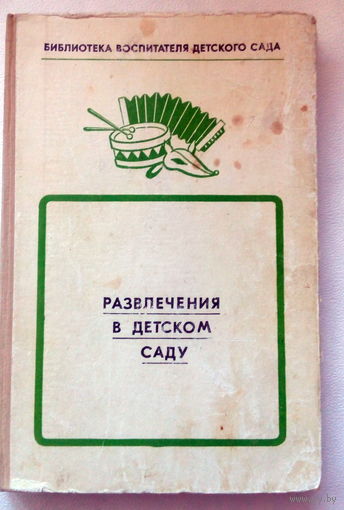 БИБЛИОТЕКА ВОСПИТАТЕЛЯ ДЕТСКОГО САДА
РАЗВЛЕЧЕНИЯ
В ДЕТСКОМ
САДУ